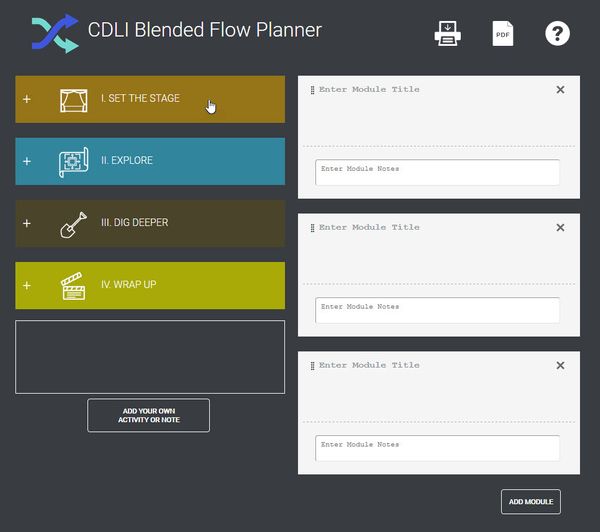 CDLI Blended Flow Planner
PDF
?
+ I. SET THE STAGE
+ II. EXPLORE
+ III. DIG DEEPER
+ IV. WRAP UP
ADD YOUR OWN
ACTIVITY OR NOTE
Enter Module Title
Enter Module Notes
Enter Module Title
Enter Module Notes
Enter Module Title
Enter Module Notes
ADD MODULE